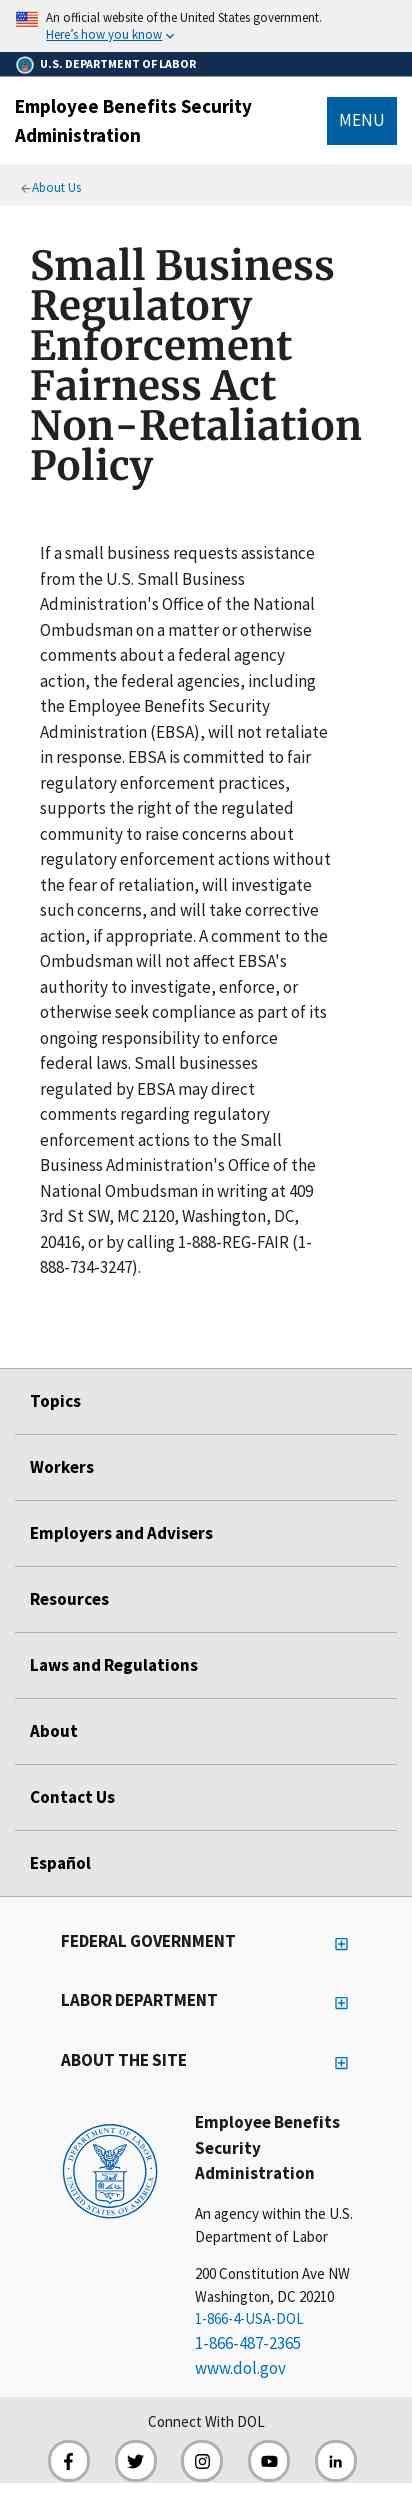 An official website of the United States government.
Here’s how you know
U.S. DEPARTMENT OF LABOR
Employee Benefits Security
Administration
MENU
About Us
Small Business
Regulatory
Enforcement
Fairness Act
Non-Retaliation
Policy
If a small business requests assistance
from the U.S. Small Business
Administration's Office of the National
Ombudsman on a matter or otherwise
comments about a federal agency
action, the federal agencies, including
the Employee Benefits Security
Administration (EBSA), will not retaliate
in response. EBSA is committed to fair
regulatory enforcement practices,
supports the right of the regulated
community to raise concerns about
regulatory enforcement actions without
the fear of retaliation, will investigate
such concerns, and will take corrective
action, if appropriate. A comment to the
Ombudsman will not affect EBSA's
authority to investigate, enforce, or
otherwise seek compliance as part of its
ongoing responsibility to enforce
federal laws. Small businesses
regulated by EBSA may direct
comments regarding regulatory
enforcement actions to the Small
Business Administration's Office of the
National Ombudsman in writing at 409
3rd St SW, MC 2120, Washington, DC,
20416, or by calling 1-888-REG-FAIR (1-
888-734-3247).
Topics
Workers
Employers and Advisers
Resources
Laws and Regulations
About
Contact Us
Español
FEDERAL GOVERNMENT
LABOR DEPARTMENT
ABOUT THE SITE
DEPARTMENT OF LABOR
UNITED STATES OF AMERICA
Employee Benefits
Security
Administration
An agency within the U.S.
Department of Labor
200 Constitution Ave NW
Washington, DC 20210
1-866-4-USA-DOL
1-866-487-2365
www.dol.gov
Connect With DOL